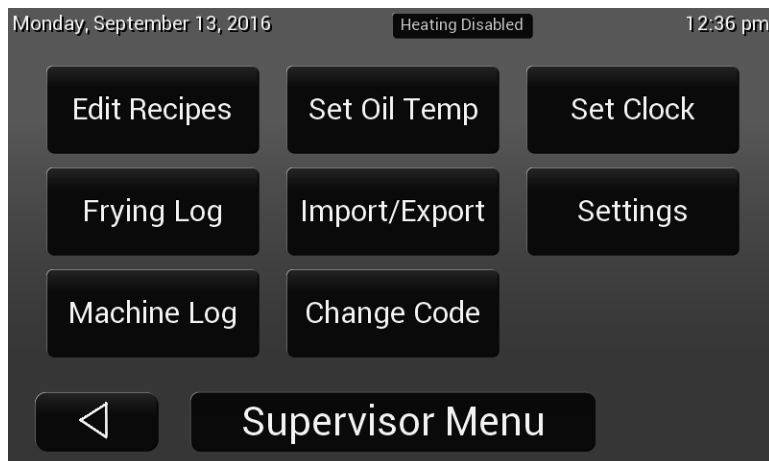 Monday, September 13, 2016 Heating Disabled 12:36 pm
Edit Recipes Set Oil Temp Set Clock
Frying Log Import/Export Settings
Machine Log Change Code
Supervisor Menu